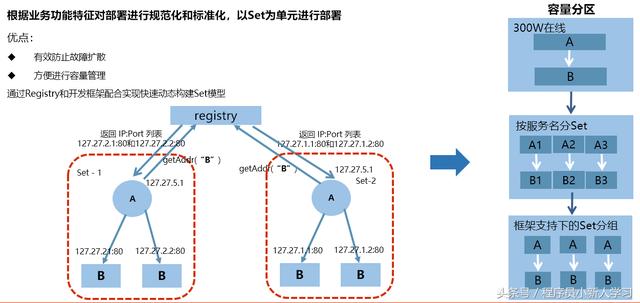 根据业务功能特征对部署进行规范化和标准化，以Set为单元进行部署
优点：
◆ 有效防止故障扩散
◆ 方便进行容量管理
通过Registry和开发框架配合实现快速动态构建Set模型
registry
返回 IP:Port 列表
127.27.2.1:80和127.27.2.2:80
返回 IP:Port 列表
127.27.1.1:80和127.27.1.2:80
getAddr( "B" )
getAddr( "B" )
Set - 1
127.27.5.1
A
127.27.5.1
Set-2
A
127.27.21:80
127.27.2.2:80
127.27.1.1:80
127.27.1.2:80
B
B
B
B
容量分区
300W在线
A
B
按服务名分Set
A1 A2 A3
B1 B2 B3
框架支持下的Set分组
A A A
B B B
头条号 / 程序员小新人学习